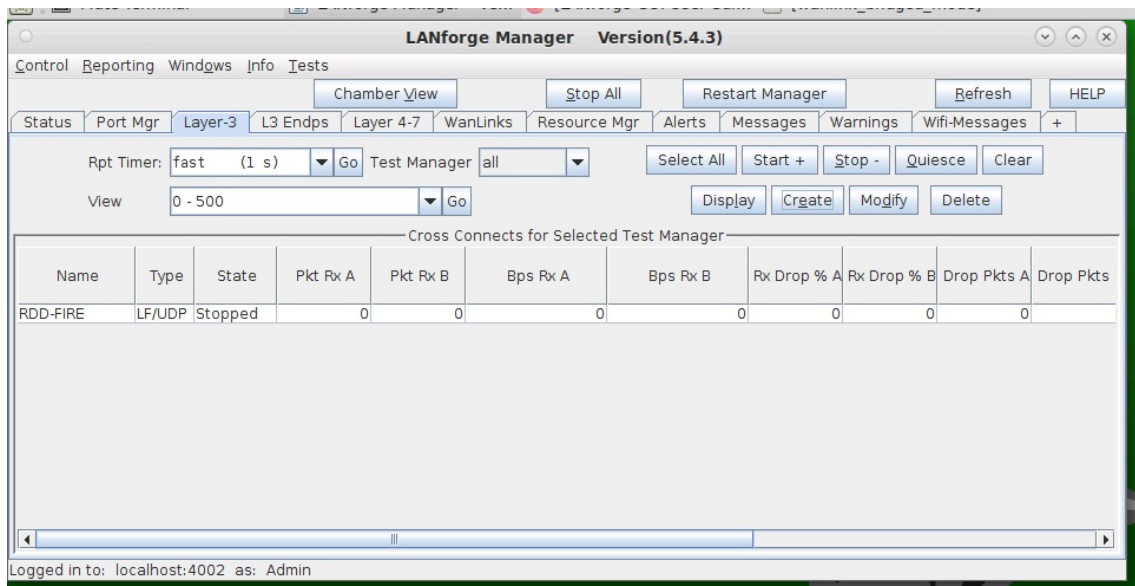 LANforge Manager Version(5.4.3)
Control Reporting Windows Info Tests
Chamber View Stop All Restart Manager Refresh HELP
Status Port Mgr Layer-3 L3 Endps Layer 4-7 WanLinks Resource Mgr Alerts Messages Warnings Wifi-Messages +
Rpt Timer: fast (1 s) Go Test Manager all Select All Start + Stop - Quiesce Clear
View 0 - 500 Go Display Create Modify Delete
Cross Connects for Selected Test Manager
Name Type State Pkt Rx A Pkt Rx B Bps Rx A Bps Rx B Rx Drop % A Rx Drop % B Drop Pkts A Drop Pkts
RDD-FIRE LF/UDP Stopped 0 0 0 0 0 0 0
Logged in to: localhost:4002 as: Admin